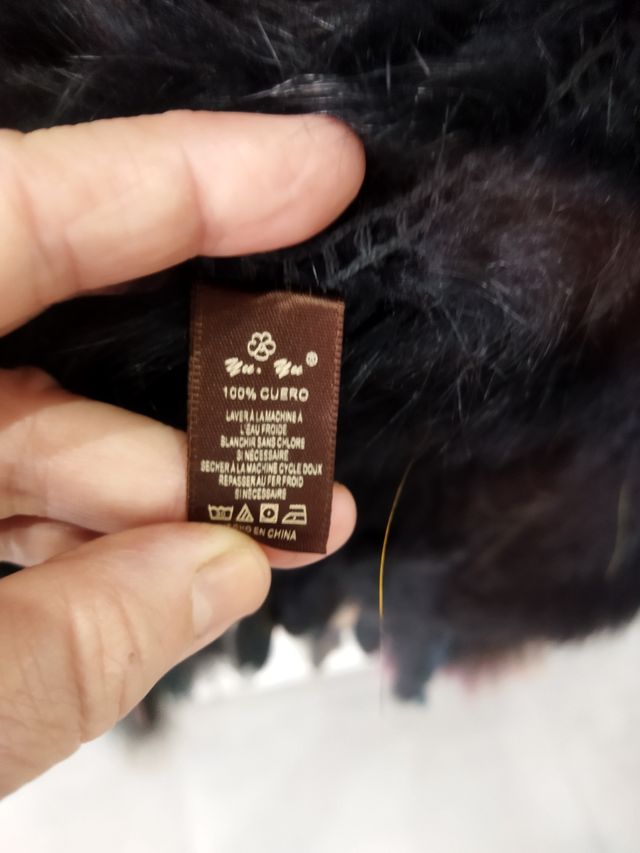 Yu. Yu®
100% CUERO
LAVER À LA MACHINE À
L'EAU FROIDE
BLANCHIR SANS CHLORE
SI NÉCESSAIRE
SECHER À LA MACHINE CYCLE DOUX
REPASSER AU FER FROID
SI NÉCESSAIRE
EN CHINA